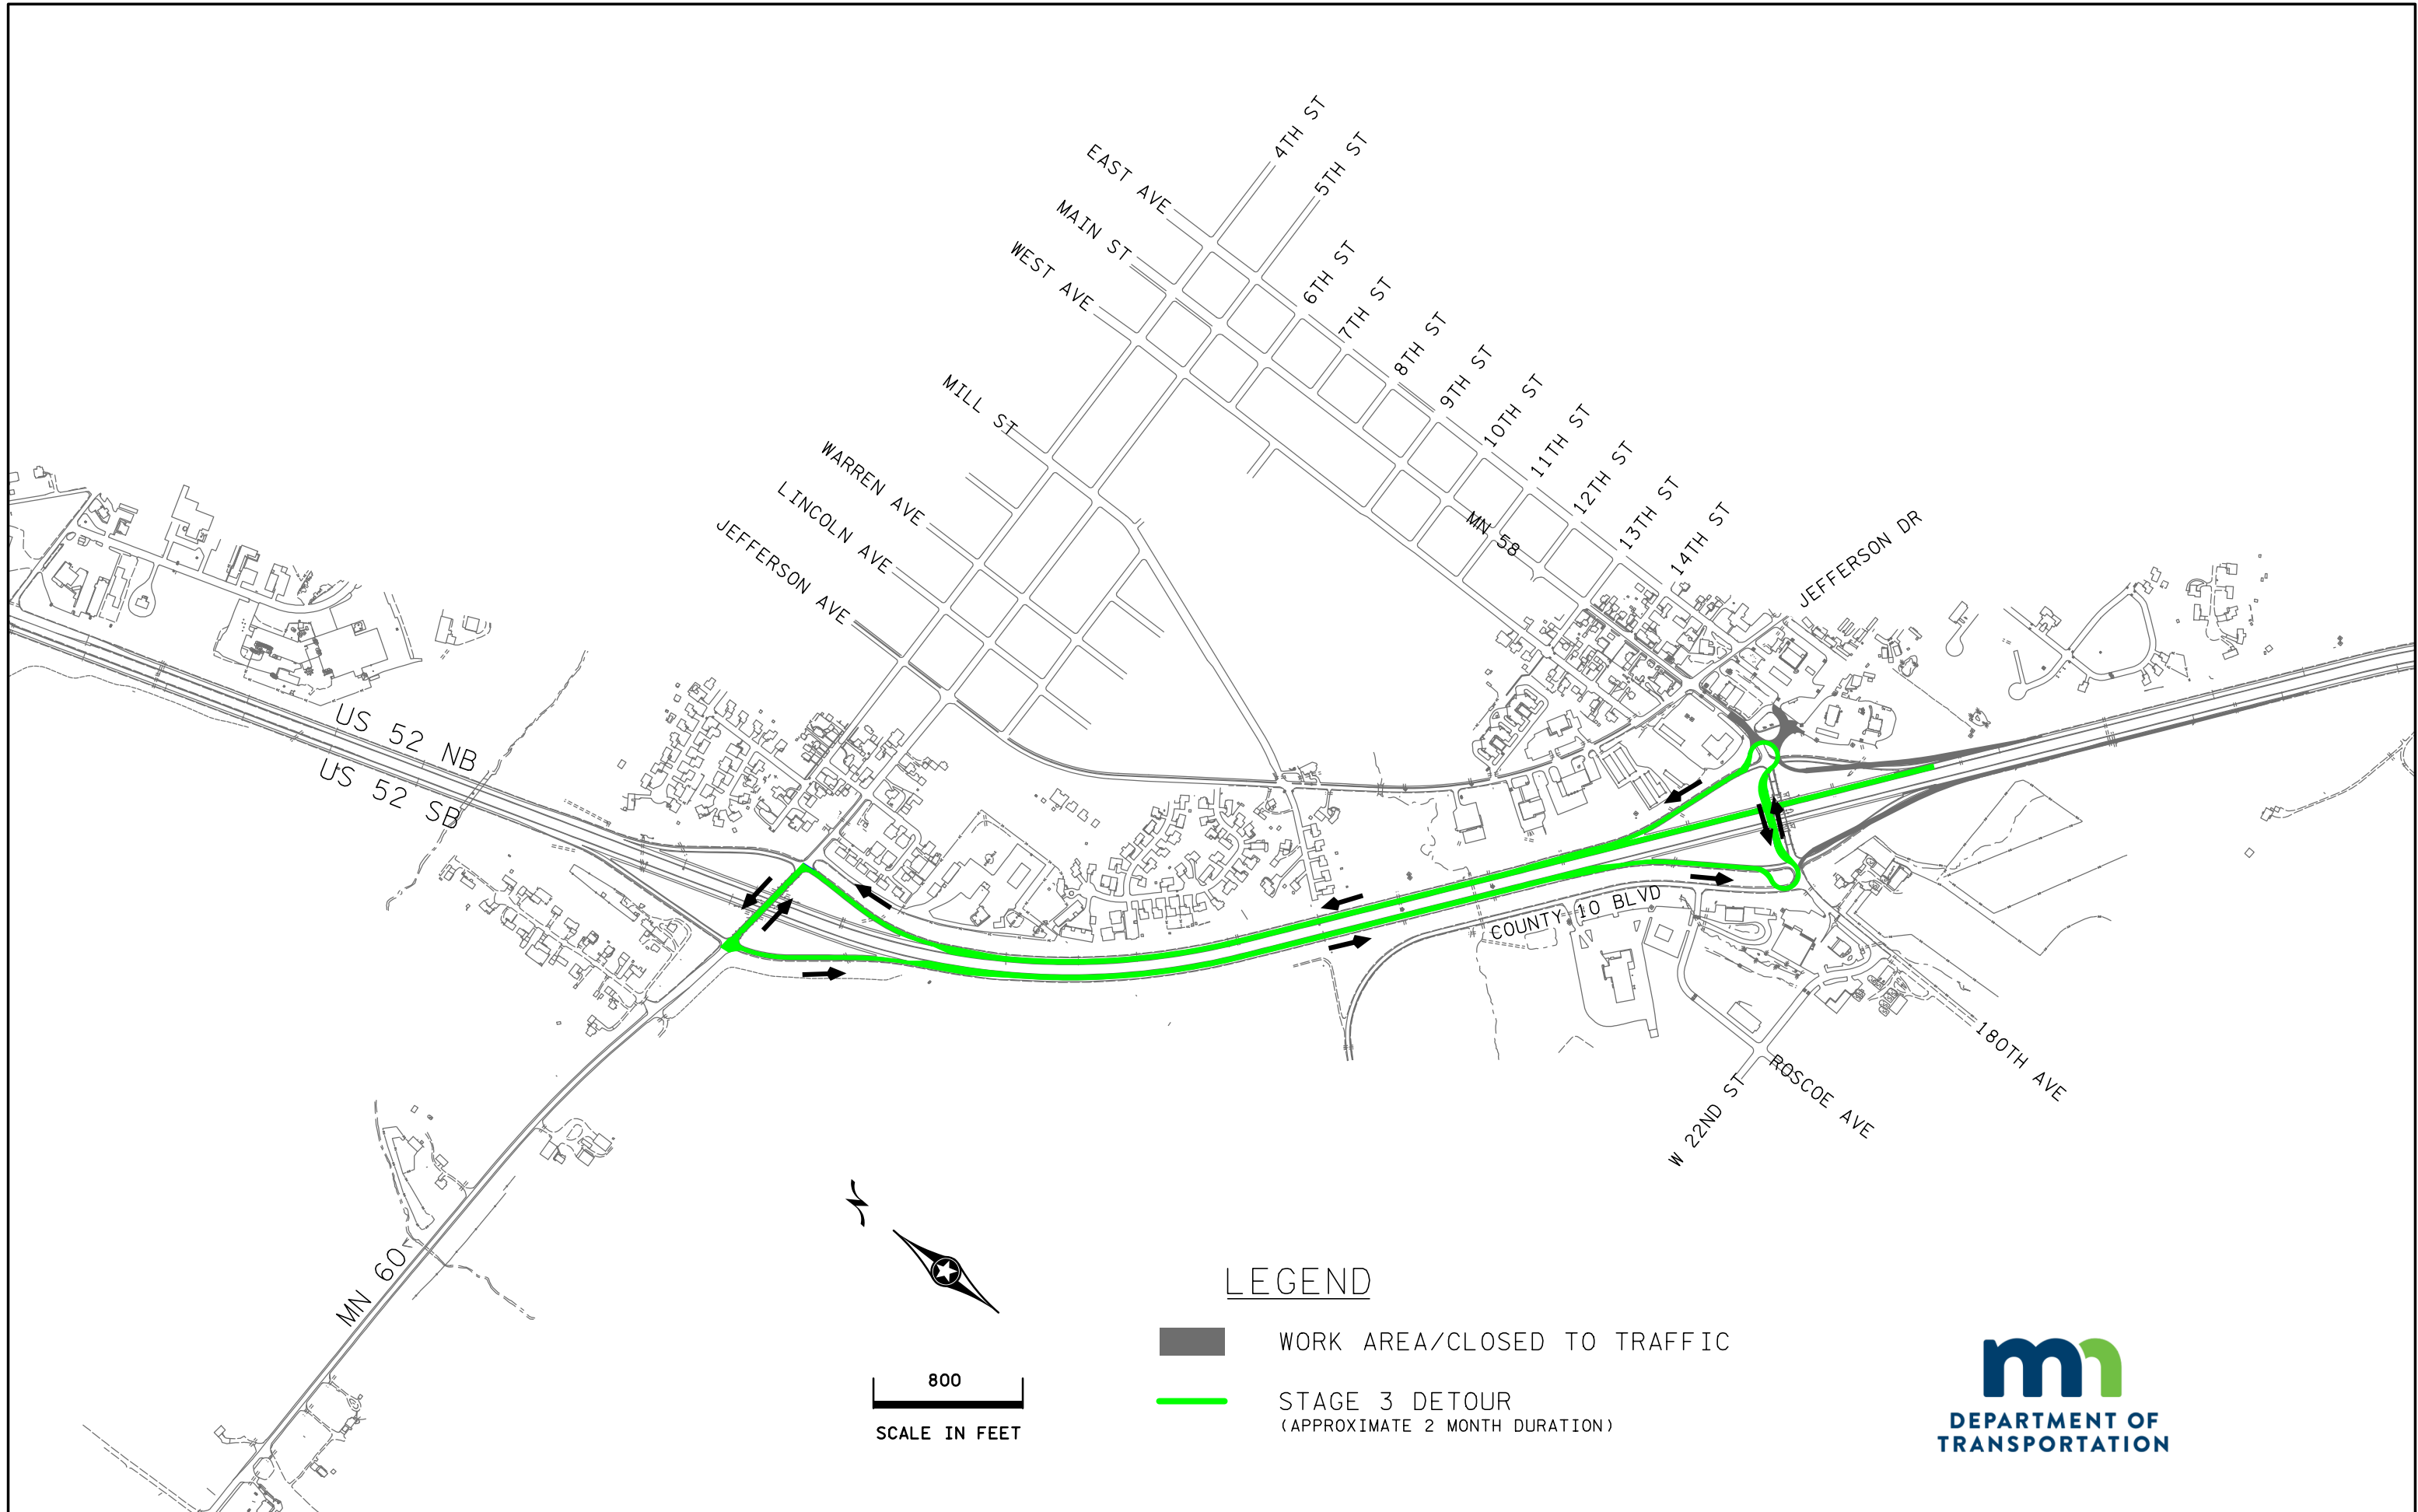 4TH ST
5TH ST
EAST AVE
MAIN ST
WEST AVE
6TH ST
7TH ST
8TH ST
9TH ST
10TH ST
11TH ST
12TH ST
13TH ST
14TH ST
MILL ST
WARREN AVE
LINCOLN AVE
JEFFERSON AVE
MN 58
JEFFERSON DR
US 52 NB
US 52 SB
COUNTY 10 BLVD
180TH AVE
ROSCOE AVE
W 22ND ST
MN 60
N
LEGEND
WORK AREA/CLOSED TO TRAFFIC
800
SCALE IN FEET
STAGE 3 DETOUR
(APPROXIMATE 2 MONTH DURATION)
mn
DEPARTMENT OF
TRANSPORTATION